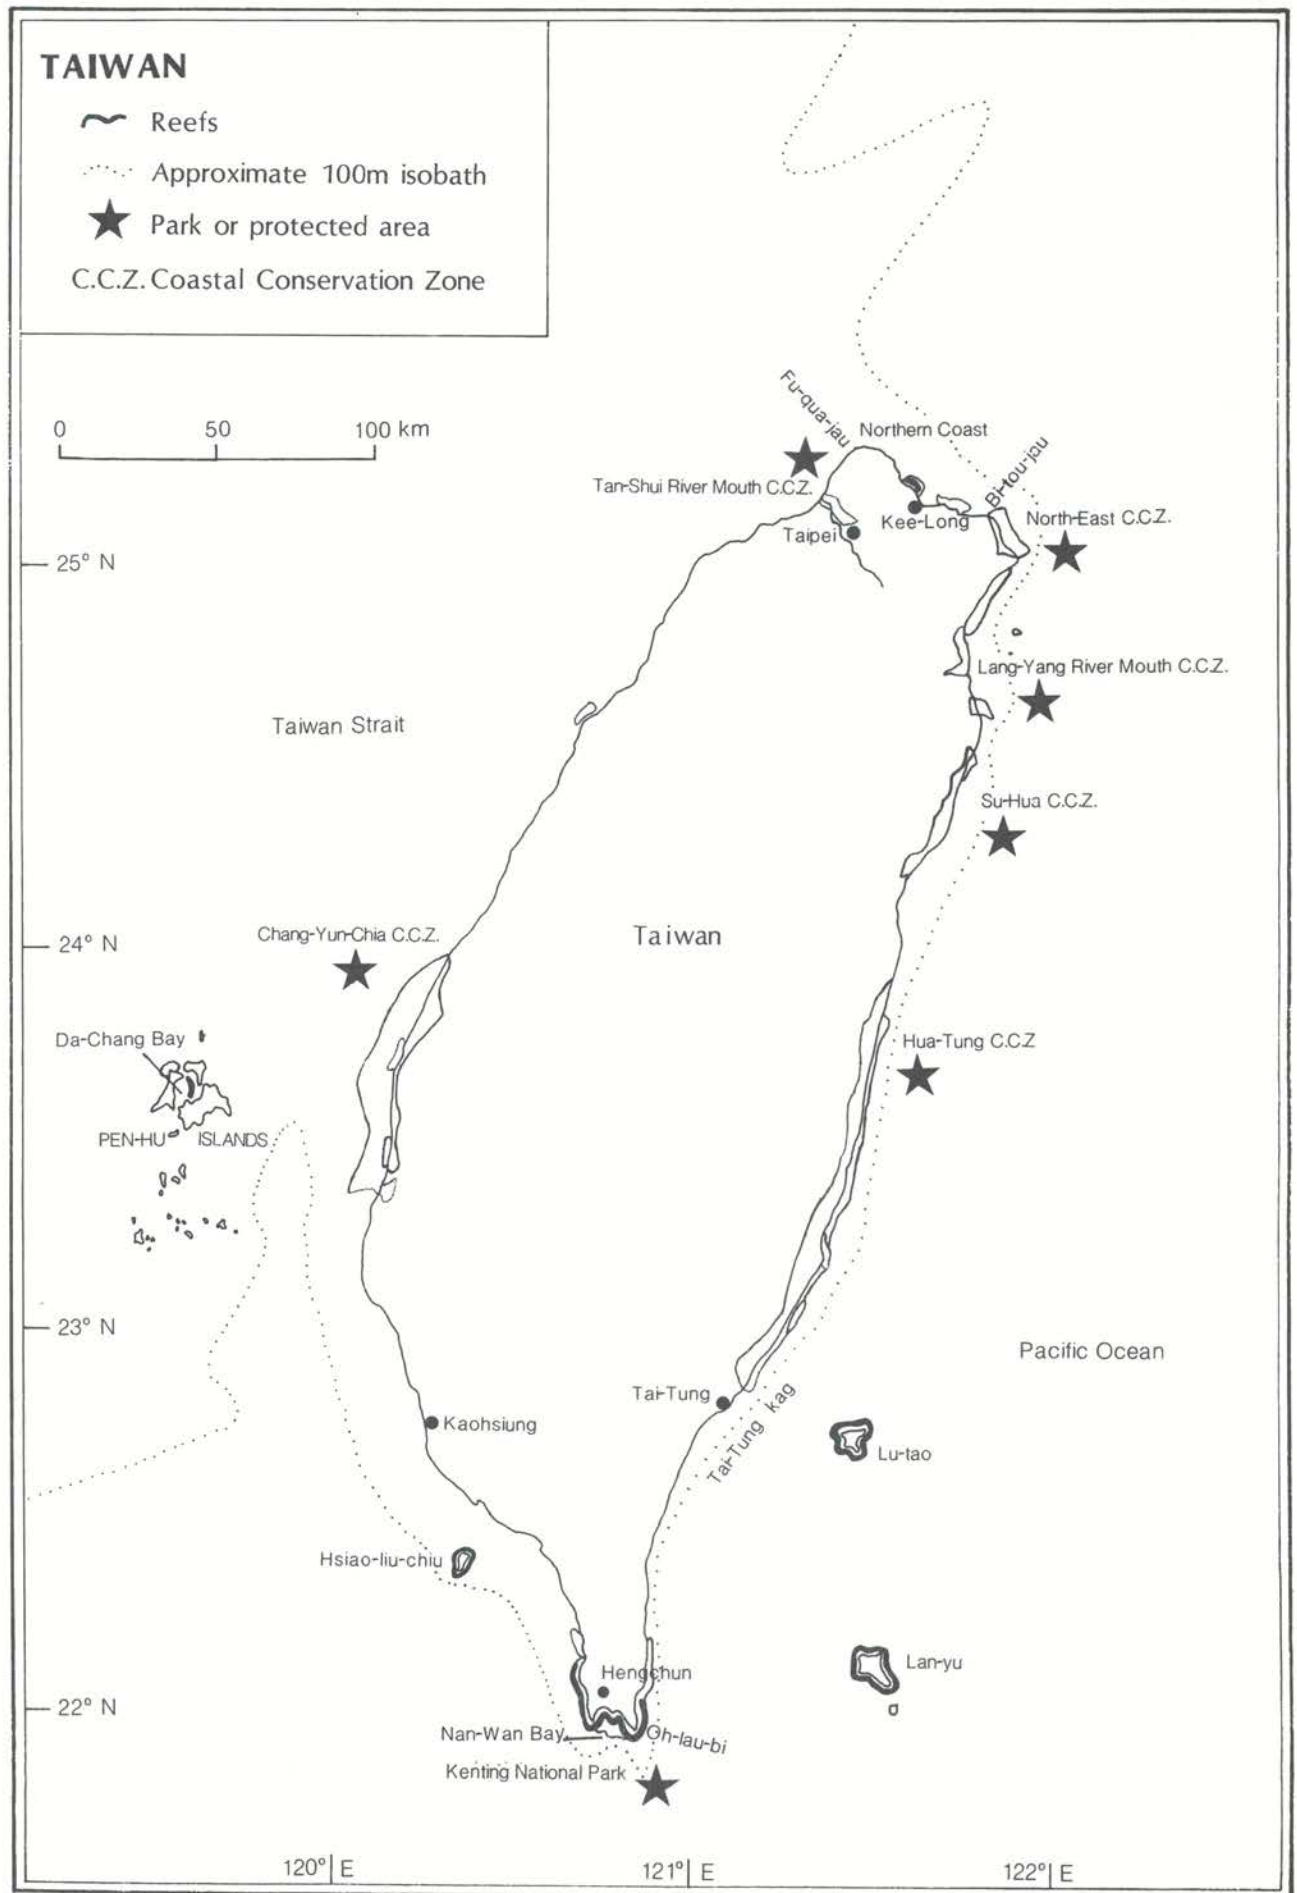 TAIWAN
Reefs
Approximate 100m isobath
Park or protected area
C.C.Z. Coastal Conservation Zone
0 50 100 km
Fu-qua-jau
Northern Coast
Bi-tou-jau
Tan-Shui River Mouth C.C.Z.
Kee-Long
North-East C.C.Z.
Taipei
25° N
Lang-Yang River Mouth C.C.Z.
Taiwan Strait
Su-Hua C.C.Z.
Chang-Yun-Chia C.C.Z.
Taiwan
24° N
Da-Chang Bay
Hua-Tung C.C.Z
PEN-HU ISLANDS
23° N
Pacific Ocean
Tai-Tung
Kaohsiung
Tai-Tung kag
Lu-tao
Hsiao-liu-chiu
Hengchun
Lan-yu
22° N
Nan-Wan Bay
Oh-lau-bi
Kenting National Park
120° E
121° E
122° E